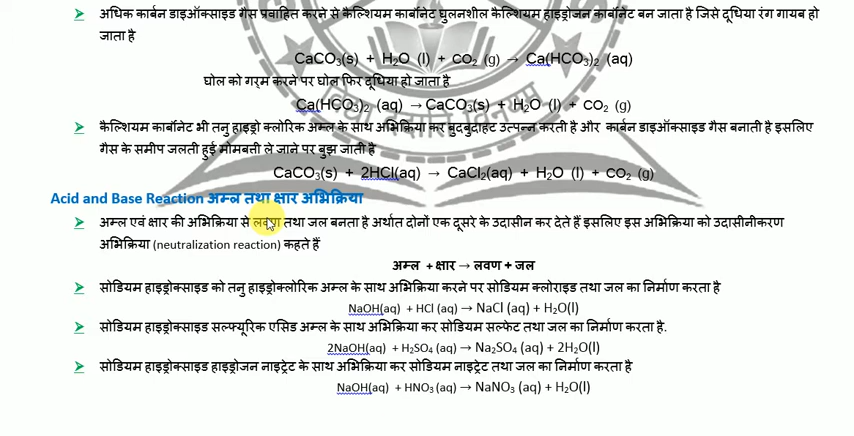 अधिक कार्बन डाइऑक्साइड गैस प्रवाहित करने से कैल्शियम कार्बोनेट घुलनशील कैल्शियम हाइड्रोजन कार्बोनेट बन जाता है जिसे दूधिया रंग गायब हो
जाता है
CaCO₃(s) + H₂O (l) + CO₂ (g) → Ca(HCO₃)₂ (aq)
घोल को गर्म करने पर घोल फिर दूधिया हो जाता है
Ca(HCO₃)₂ (aq) → CaCO₃(s) + H₂O (l) + CO₂ (g)
कैल्शियम कार्बोनेट भी तनु हाइड्रो क्लोरिक अम्ल के साथ अभिक्रिया कर बुदबुदाहट उत्पन्न करती है और कार्बन डाइऑक्साइड गैस बनाती है इसलिए
गैस के समीप जलती हुई मोमबत्ती ले जाने पर बुझ जाती है
CaCO₃(s) + 2HCl(aq) → CaCl₂(aq) + H₂O (l) + CO₂ (g)
Acid and Base Reaction अम्ल तथा क्षार अभिक्रिया
अम्ल एवं क्षार की अभिक्रिया से लवण तथा जल बनता है अर्थात दोनों एक दूसरे के उदासीन कर देते हैं इसलिए इस अभिक्रिया को उदासीनीकरण
अभिक्रिया (neutralization reaction) कहते हैं
अम्ल + क्षार → लवण + जल
सोडियम हाइड्रोक्साइड को तनु हाइड्रोक्लोरिक अम्ल के साथ अभिक्रिया करने पर सोडियम क्लोराइड तथा जल का निर्माण करता है
NaOH(aq) + HCl (aq) → NaCl (aq) + H₂O(l)
सोडियम हाइड्रोक्साइड सल्फ्यूरिक एसिड अम्ल के साथ अभिक्रिया कर सोडियम सल्फेट तथा जल का निर्माण करता है.
2NaOH(aq) + H₂SO₄ (aq) → Na₂SO₄ (aq) + 2H₂O(l)
सोडियम हाइड्रोक्साइड हाइड्रोजन नाइट्रेट के साथ अभिक्रिया कर सोडियम नाइट्रेट तथा जल का निर्माण करता है
NaOH(aq) + HNO₃ (aq) → NaNO₃ (aq) + H₂O(l)